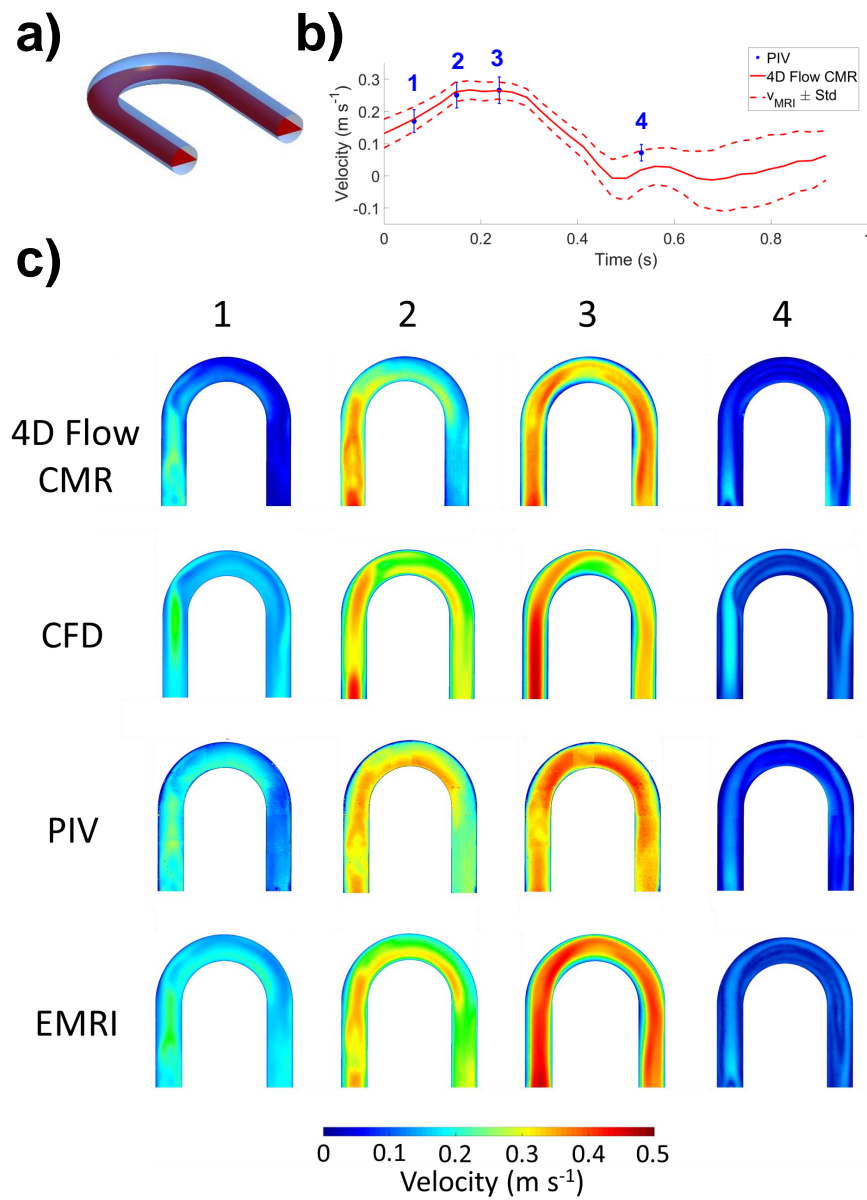 a)
b)
1
2
3
4
PIV
4D Flow CMR
vMRI ± Std
0.3
0.2
0.1
0
-0.1
Velocity (m s-1)
0
0.2
0.4
0.6
0.8
1
Time (s)
c)
1
2
3
4
4D Flow
CMR
CFD
PIV
EMRI
0
0.1
0.2
0.3
0.4
0.5
Velocity (m s-1)